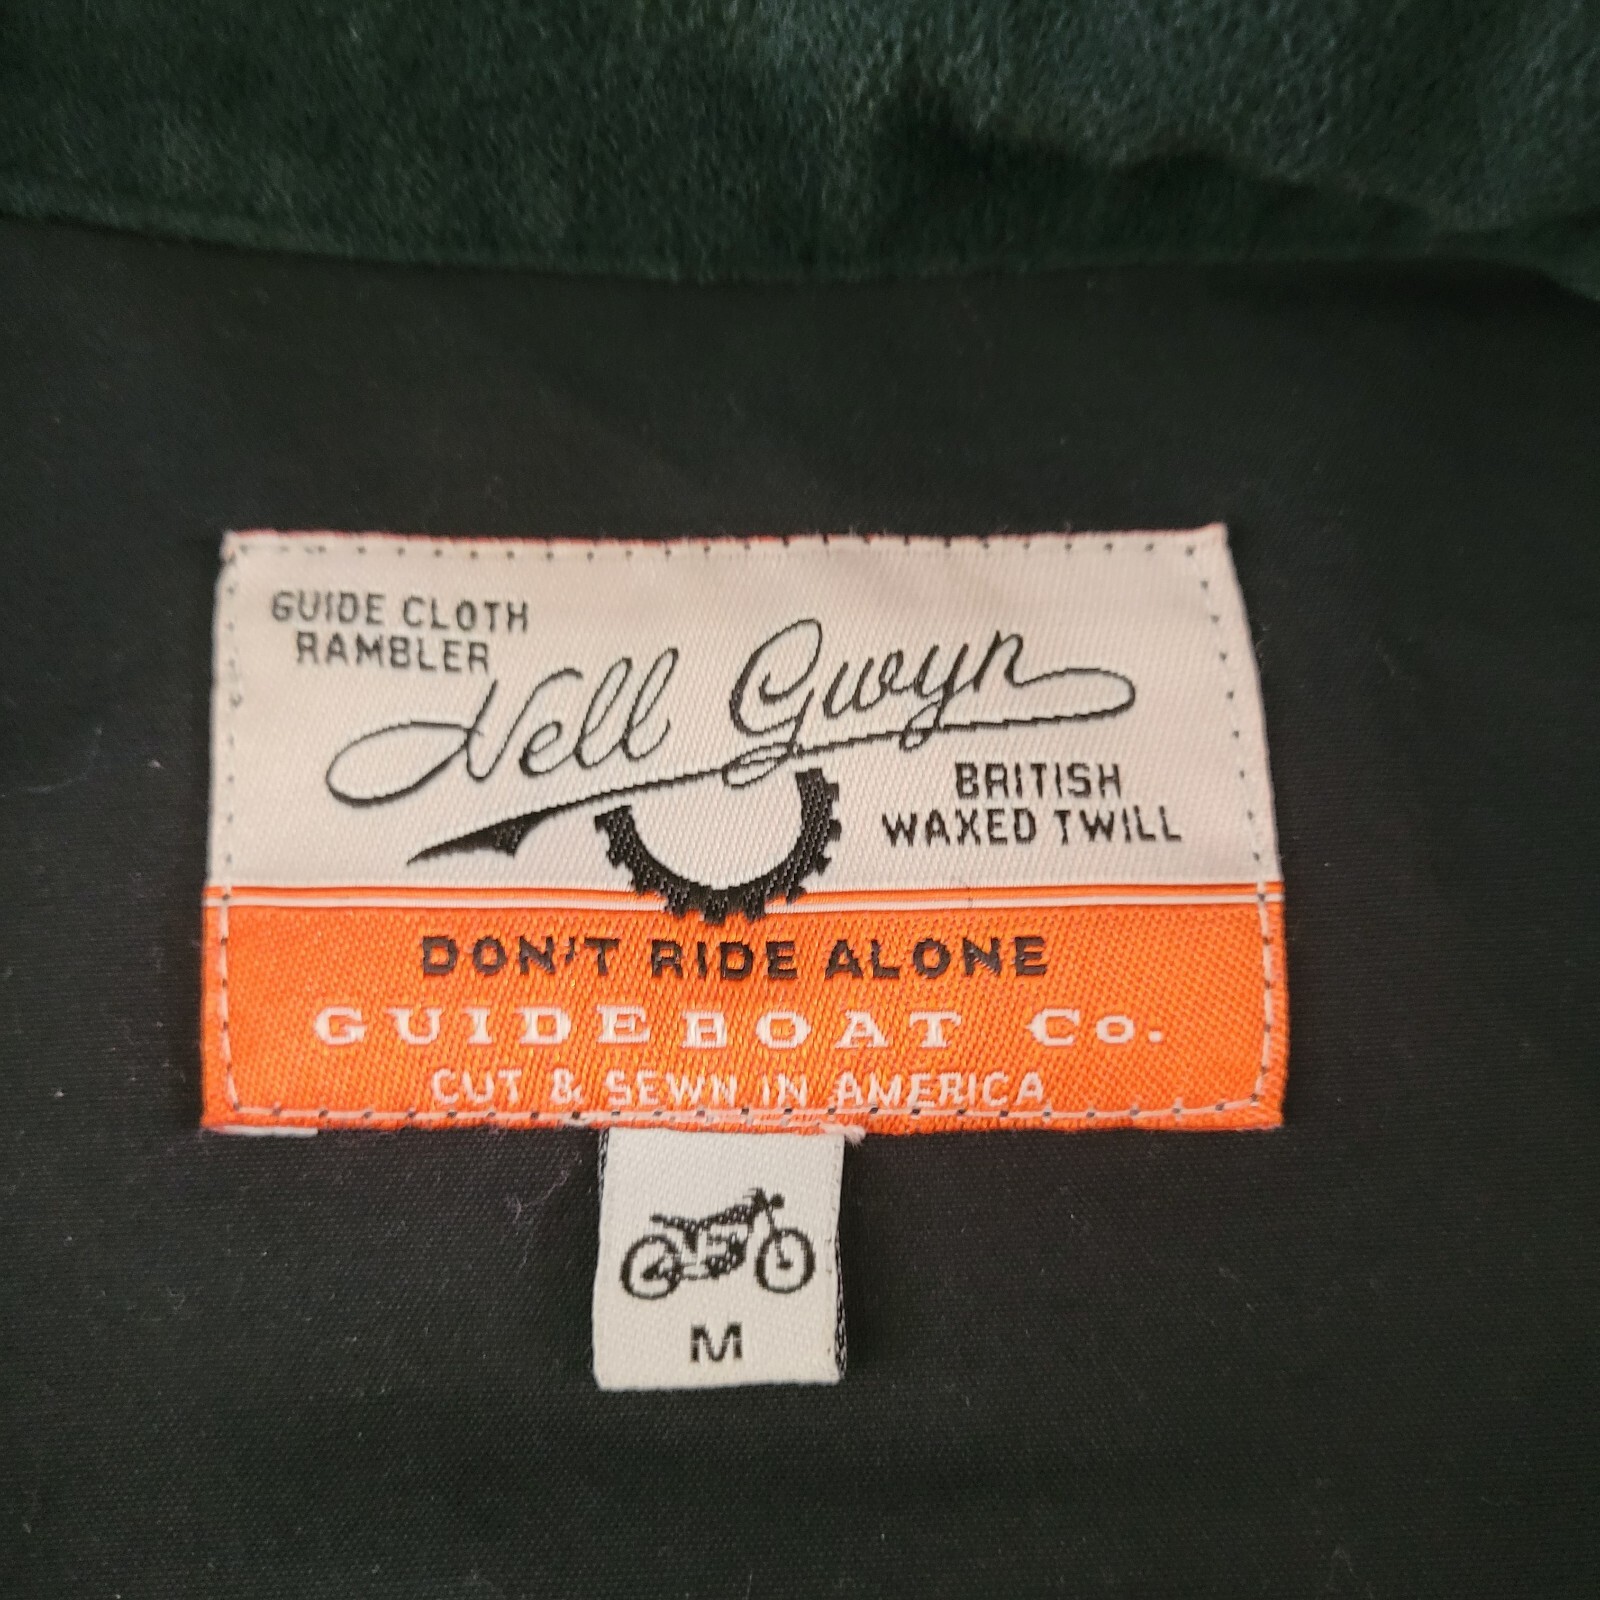 GUIDE CLOTH
RAMBLER
Nell Gwyn
BRITISH
WAXED TWILL
DON'T RIDE ALONE
GUIDEBOAT Co.
CUT & SEWN IN AMERICA
M